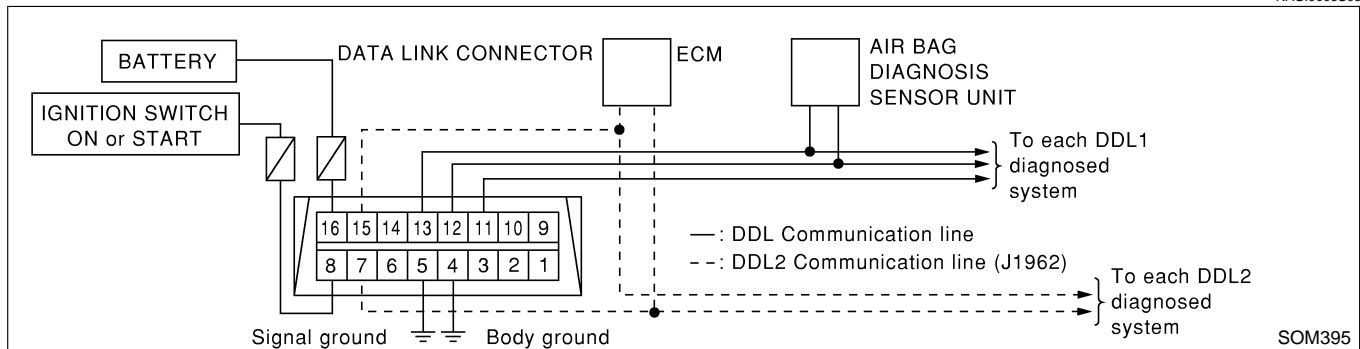 BATTERY
DATA LINK CONNECTOR
ECM
AIR BAG
DIAGNOSIS
SENSOR UNIT
IGNITION SWITCH
ON or START
To each DDL1
diagnosed
system
16 15 14 13 12 11 10 9
8 7 6 5 4 3 2 1
—: DDL Communication line
--: DDL2 Communication line (J1962)
To each DDL2
diagnosed
system
Signal ground
Body ground
SOM395